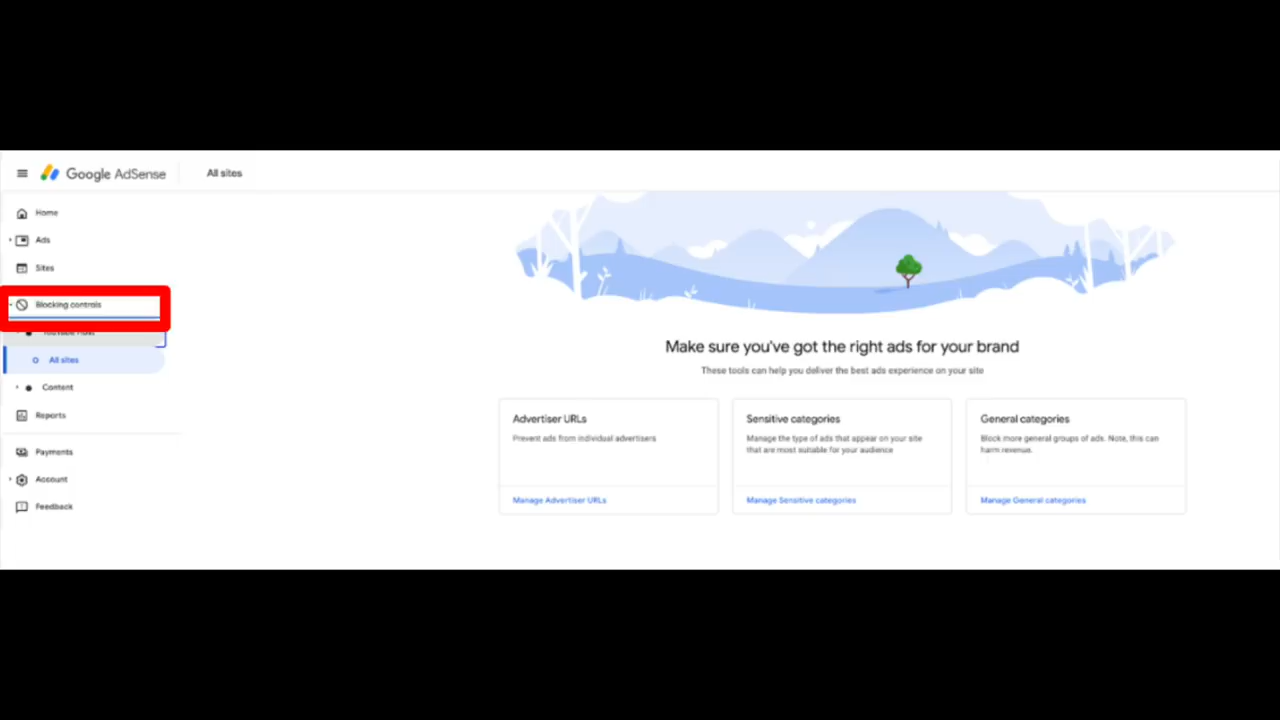 Google AdSense
All sites
Home
Ads
Sites
Blocking controls
All sites
Content
Reports
Payments
Account
Feedback
Make sure you've got the right ads for your brand
These tools can help you deliver the best ads experience on your site
Advertiser URLs
Prevent ads from individual advertisers
Manage Advertiser URLs
Sensitive categories
Manage the type of ads that appear on your site
that are most suitable for your audience
Manage Sensitive categories
General categories
Block more general groups of ads. Note, this can
harm revenue.
Manage General categories